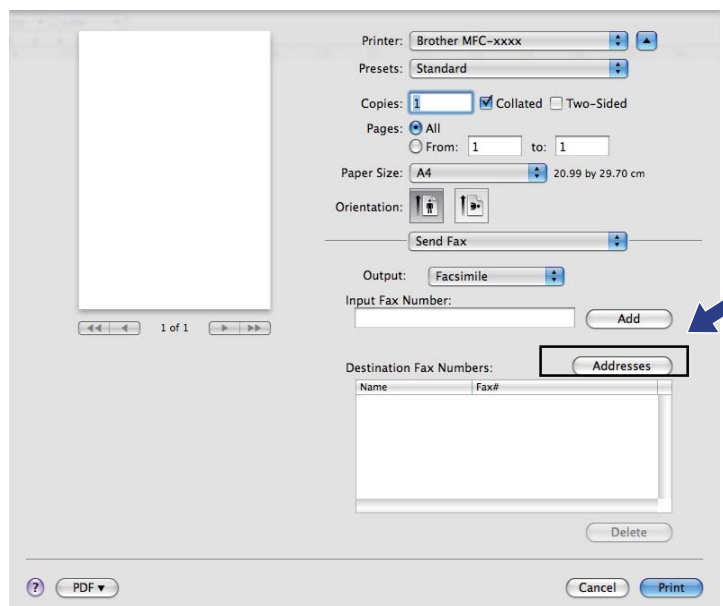 Printer: Brother MFC-xxxx
Presets: Standard
Copies: 1 Collated Two-Sided
Pages: All
From: 1 to: 1
Paper Size: A4 20.99 by 29.70 cm
Orientation:
Send Fax
Output: Facsimile
Input Fax Number:
Add
1 of 1
Destination Fax Numbers: Addresses
Name Fax#
Delete
? PDF Cancel Print